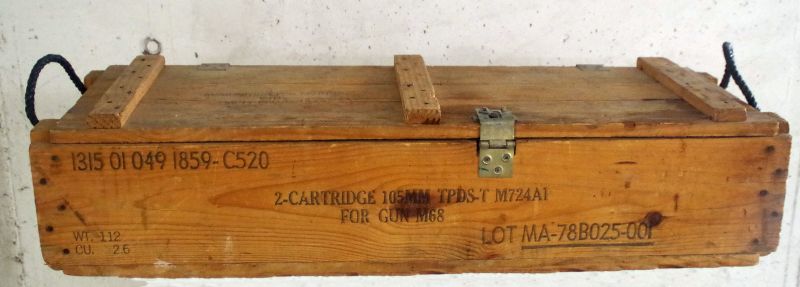 1315 01 049 1859-C520
2-CARTRIDGE 105MM TPDS-T M724A1
FOR GUN M68
LOT MA-78B025-001
WT. 112
CU. 2.6